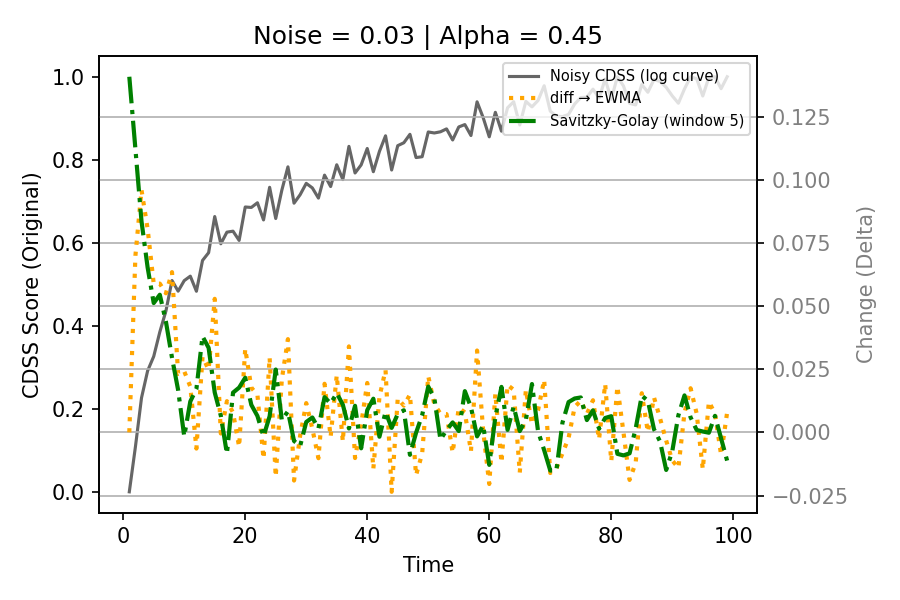 Noise = 0.03 | Alpha = 0.45
Noisy CDSS (log curve)
diff → EWMA
Savitzky-Golay (window 5)
CDSS Score (Original)
1.0
0.8
0.6
0.4
0.2
0.0
0.125
0.100
0.075
0.050
0.025
0.000
−0.025
Change (Delta)
0
20
40
60
80
100
Time